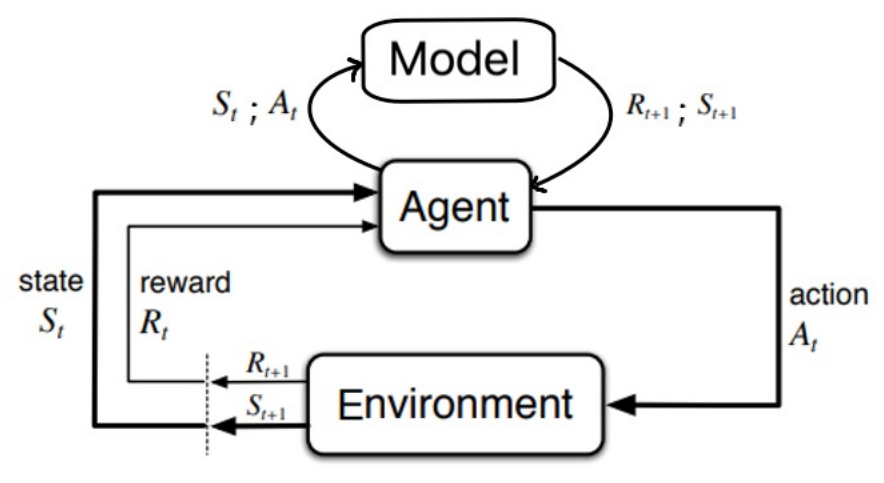 Model
S_t ; A_t
R_{t+1} ; S_{t+1}
Agent
state
S_t
reward
R_t
action
A_t
R_{t+1}
S_{t+1}
Environment